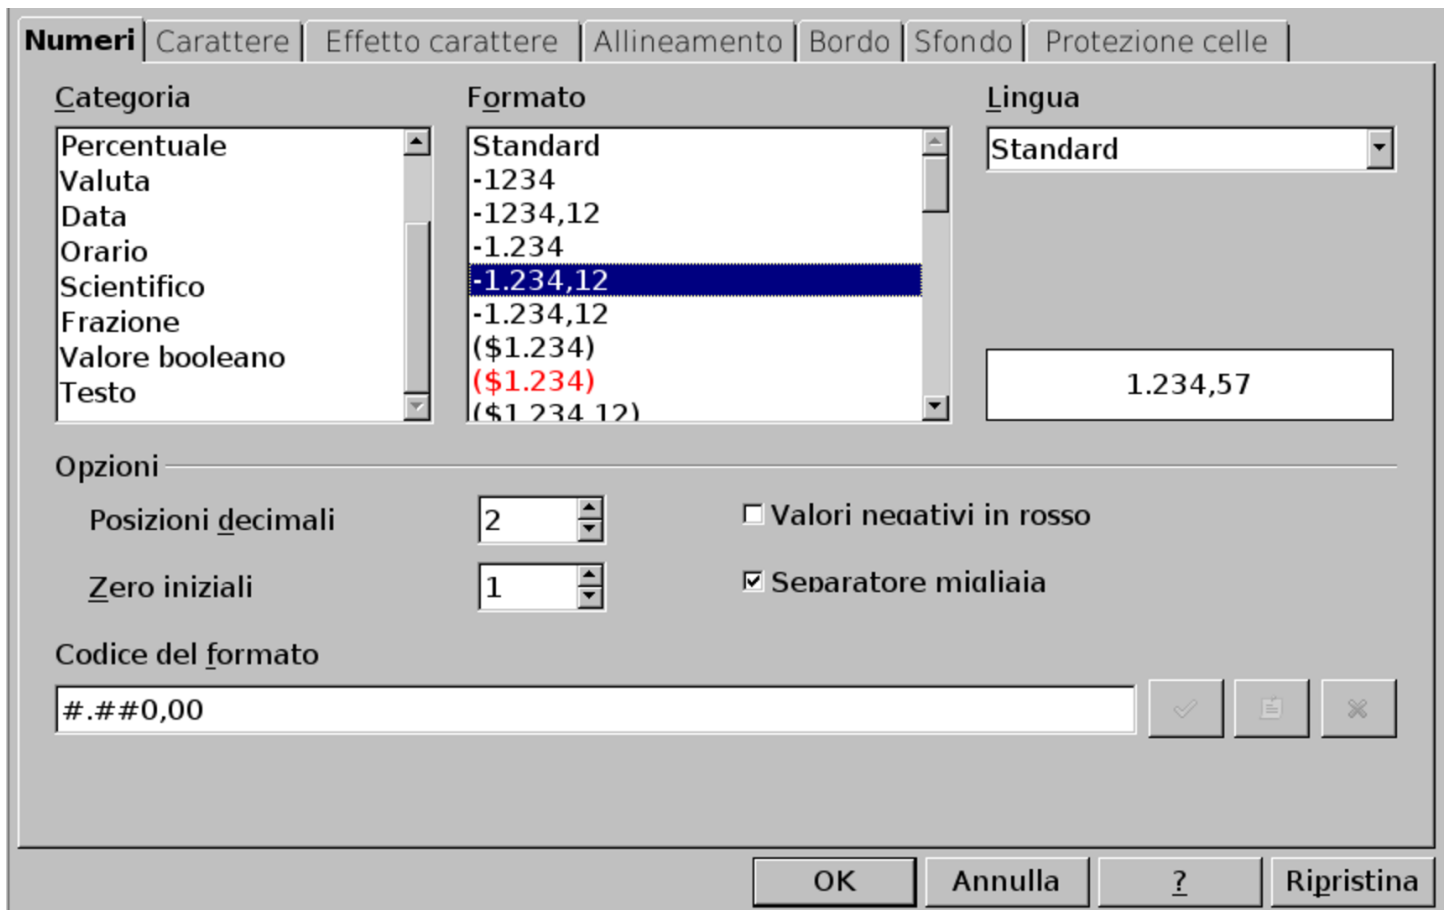 Numeri Carattere Effetto carattere Allineamento Bordo Sfondo Protezione celle
Categoria
Percentuale
Valuta
Data
Orario
Scientifico
Frazione
Valore booleano
Testo
Formato
Standard
-1234
-1234,12
-1.234
-1.234,12
-1.234,12
($1.234)
($1.234)
($1.234,12)
Lingua
Standard
1.234,57
Opzioni
Posizioni decimali 2
Valori negativi in rosso
Zero iniziali 1
Separatore migliaia
Codice del formato
#.##0,00
OK Annulla ? Ripristina